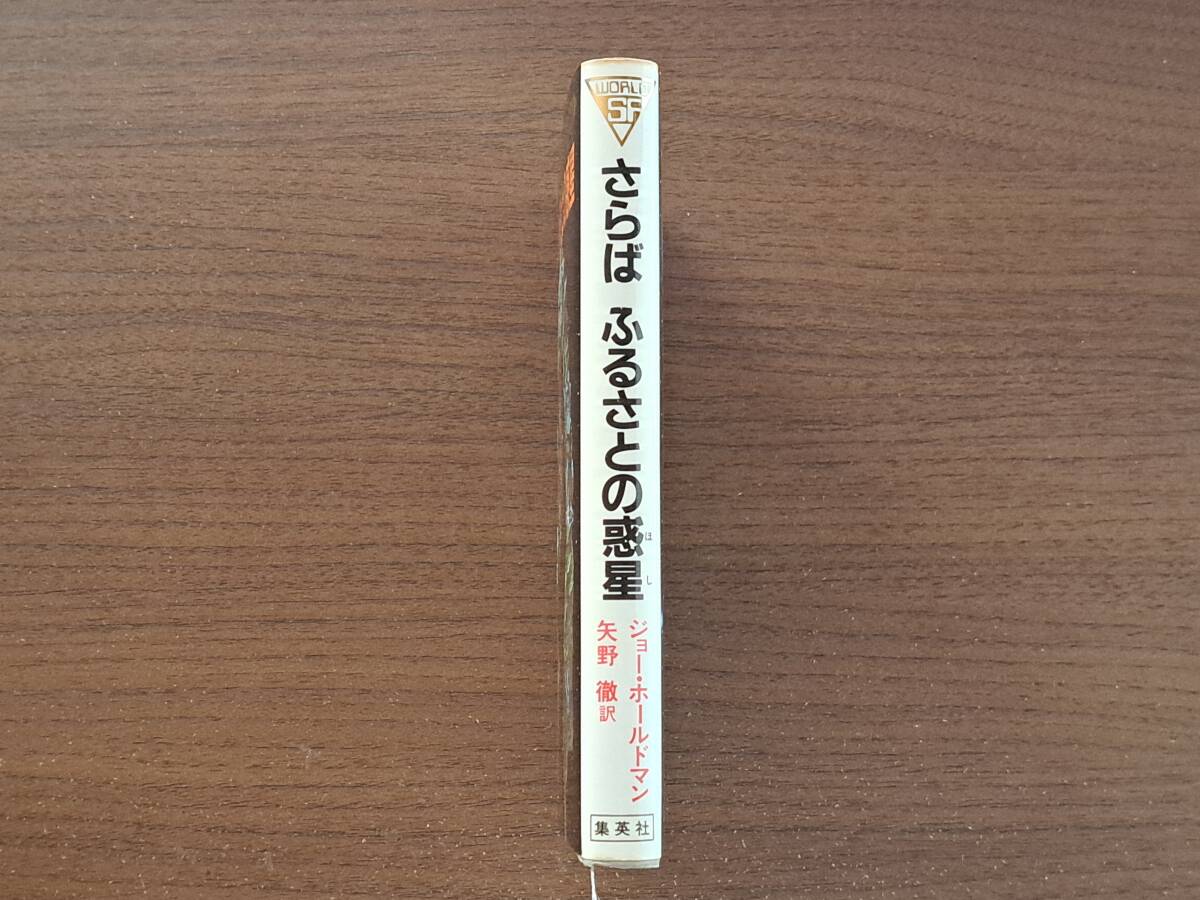 WORLD
SF
さらば ふるさとの惑星
ほし
ジョー・ホールドマン
矢野 徹 訳
集英社